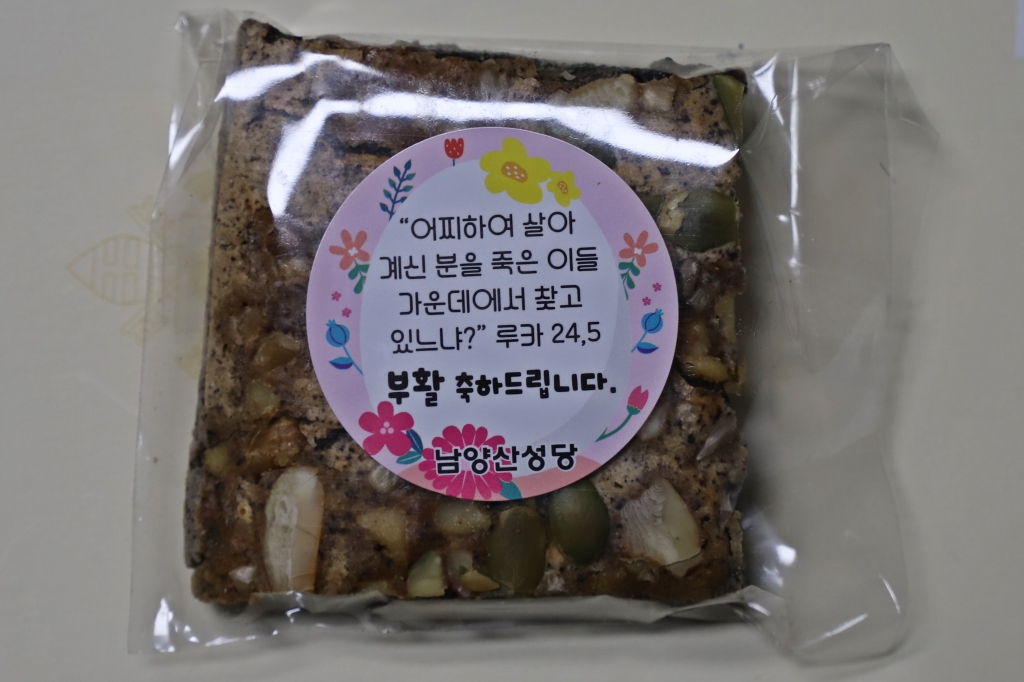 “어찌하여 살아
계신 분을 죽은 이들
가운데에서 찾고
있느냐?” 루카 24,5
부활 축하드립니다.
남양산성당